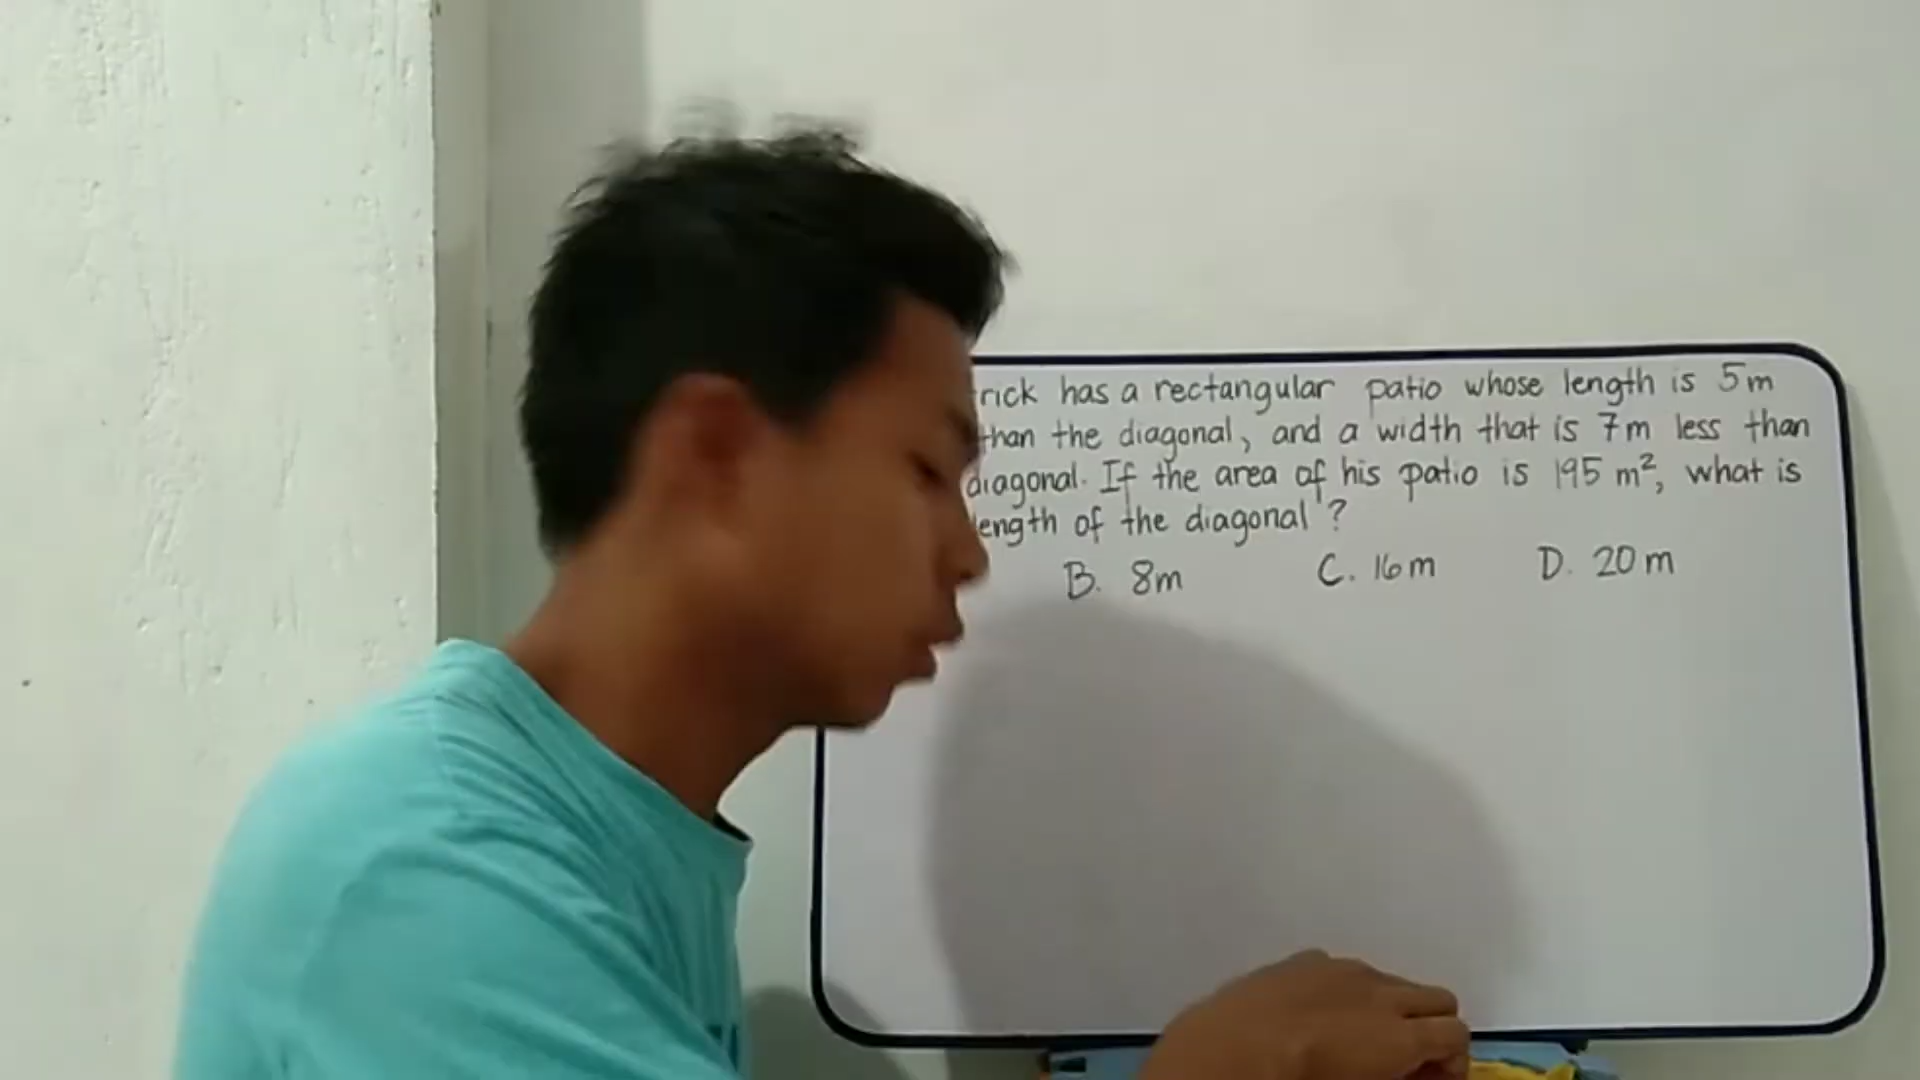 rick has a rectangular patio whose length is 5m
than the diagonal, and a width that is 7m less than
diagonal. If the area of his patio is 195 m², what is
length of the diagonal?
B. 8m C. 16m D. 20m